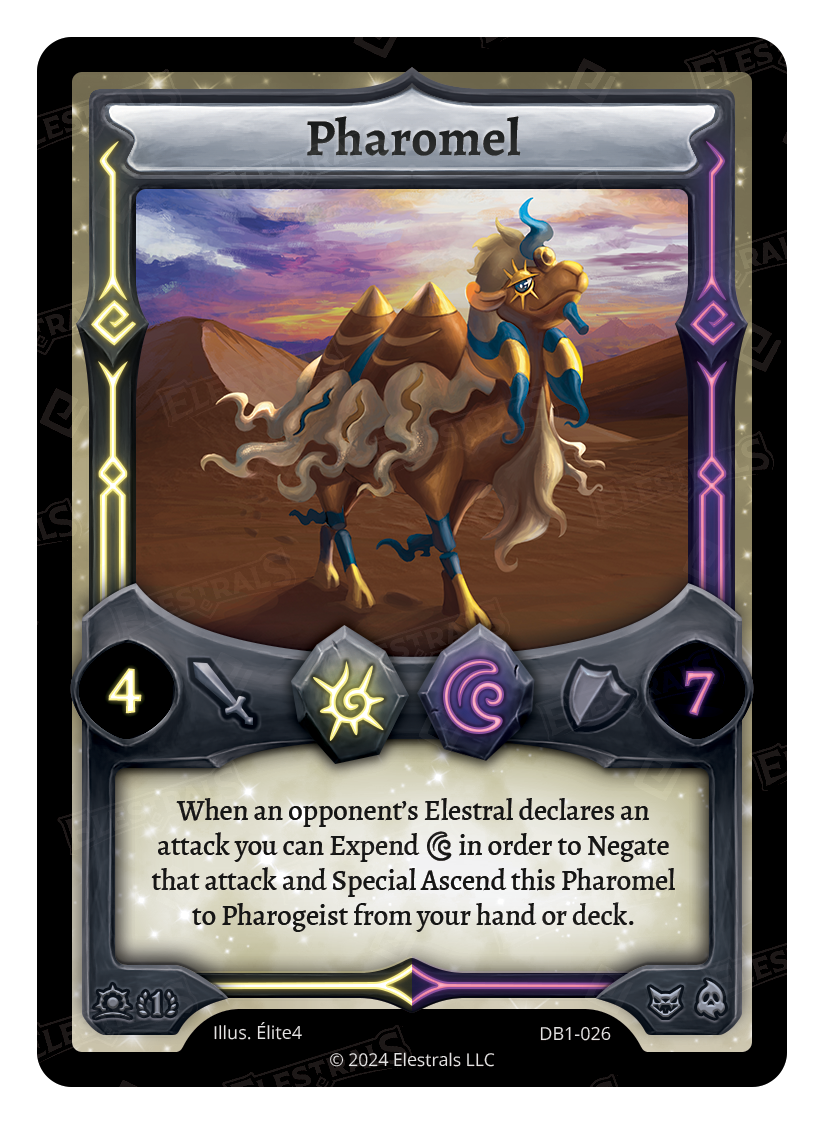 Pharomel
4
7
When an opponent’s Elestral declares an
attack you can Expend in order to Negate
that attack and Special Ascend this Pharomel
to Pharogeist from your hand or deck.
1
Illus. Élite4
DB1-026
© 2024 Elestrals LLC